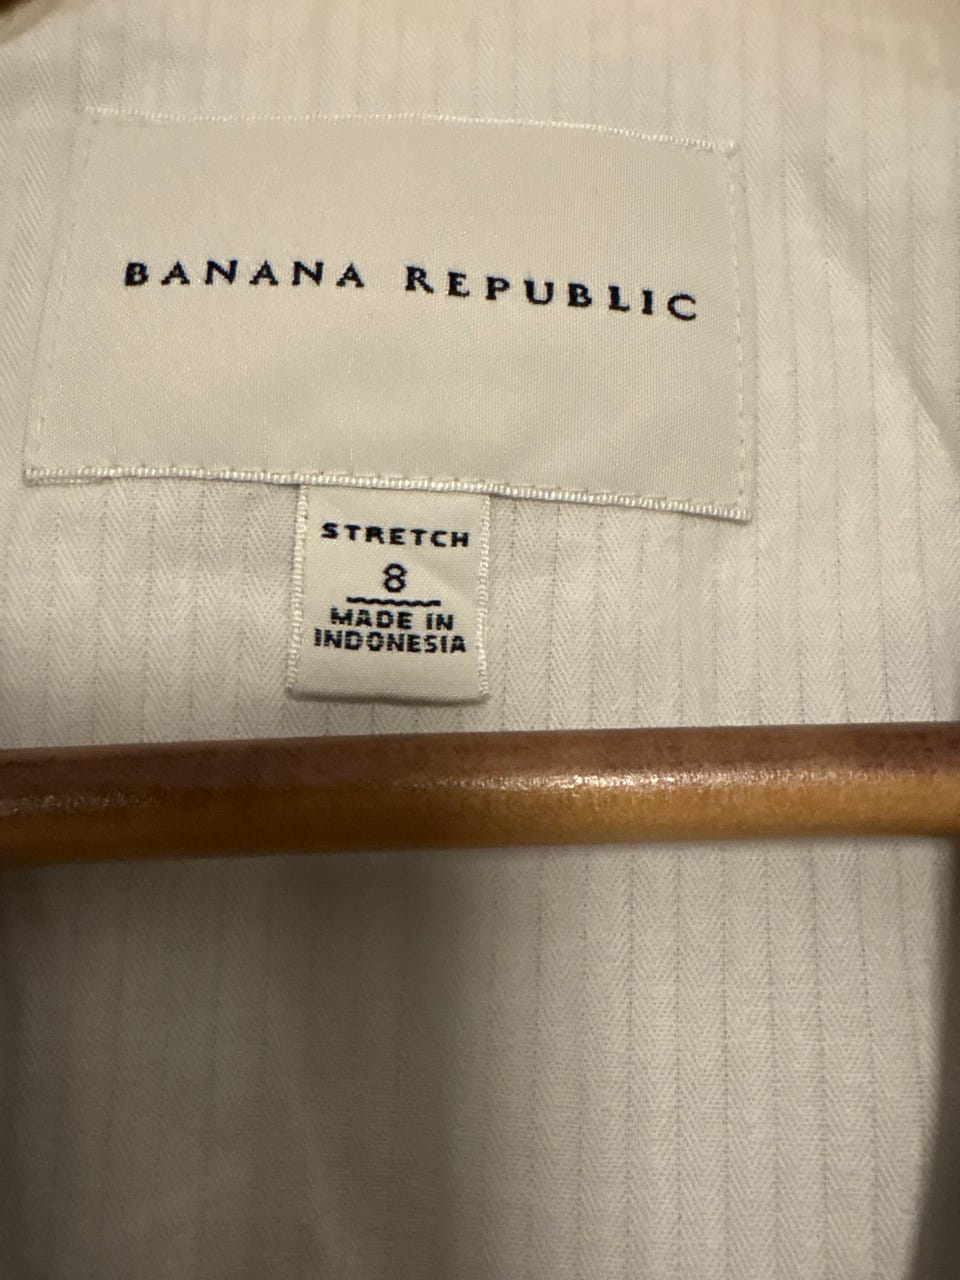 BANANA REPUBLIC
STRETCH
8
MADE IN
INDONESIA